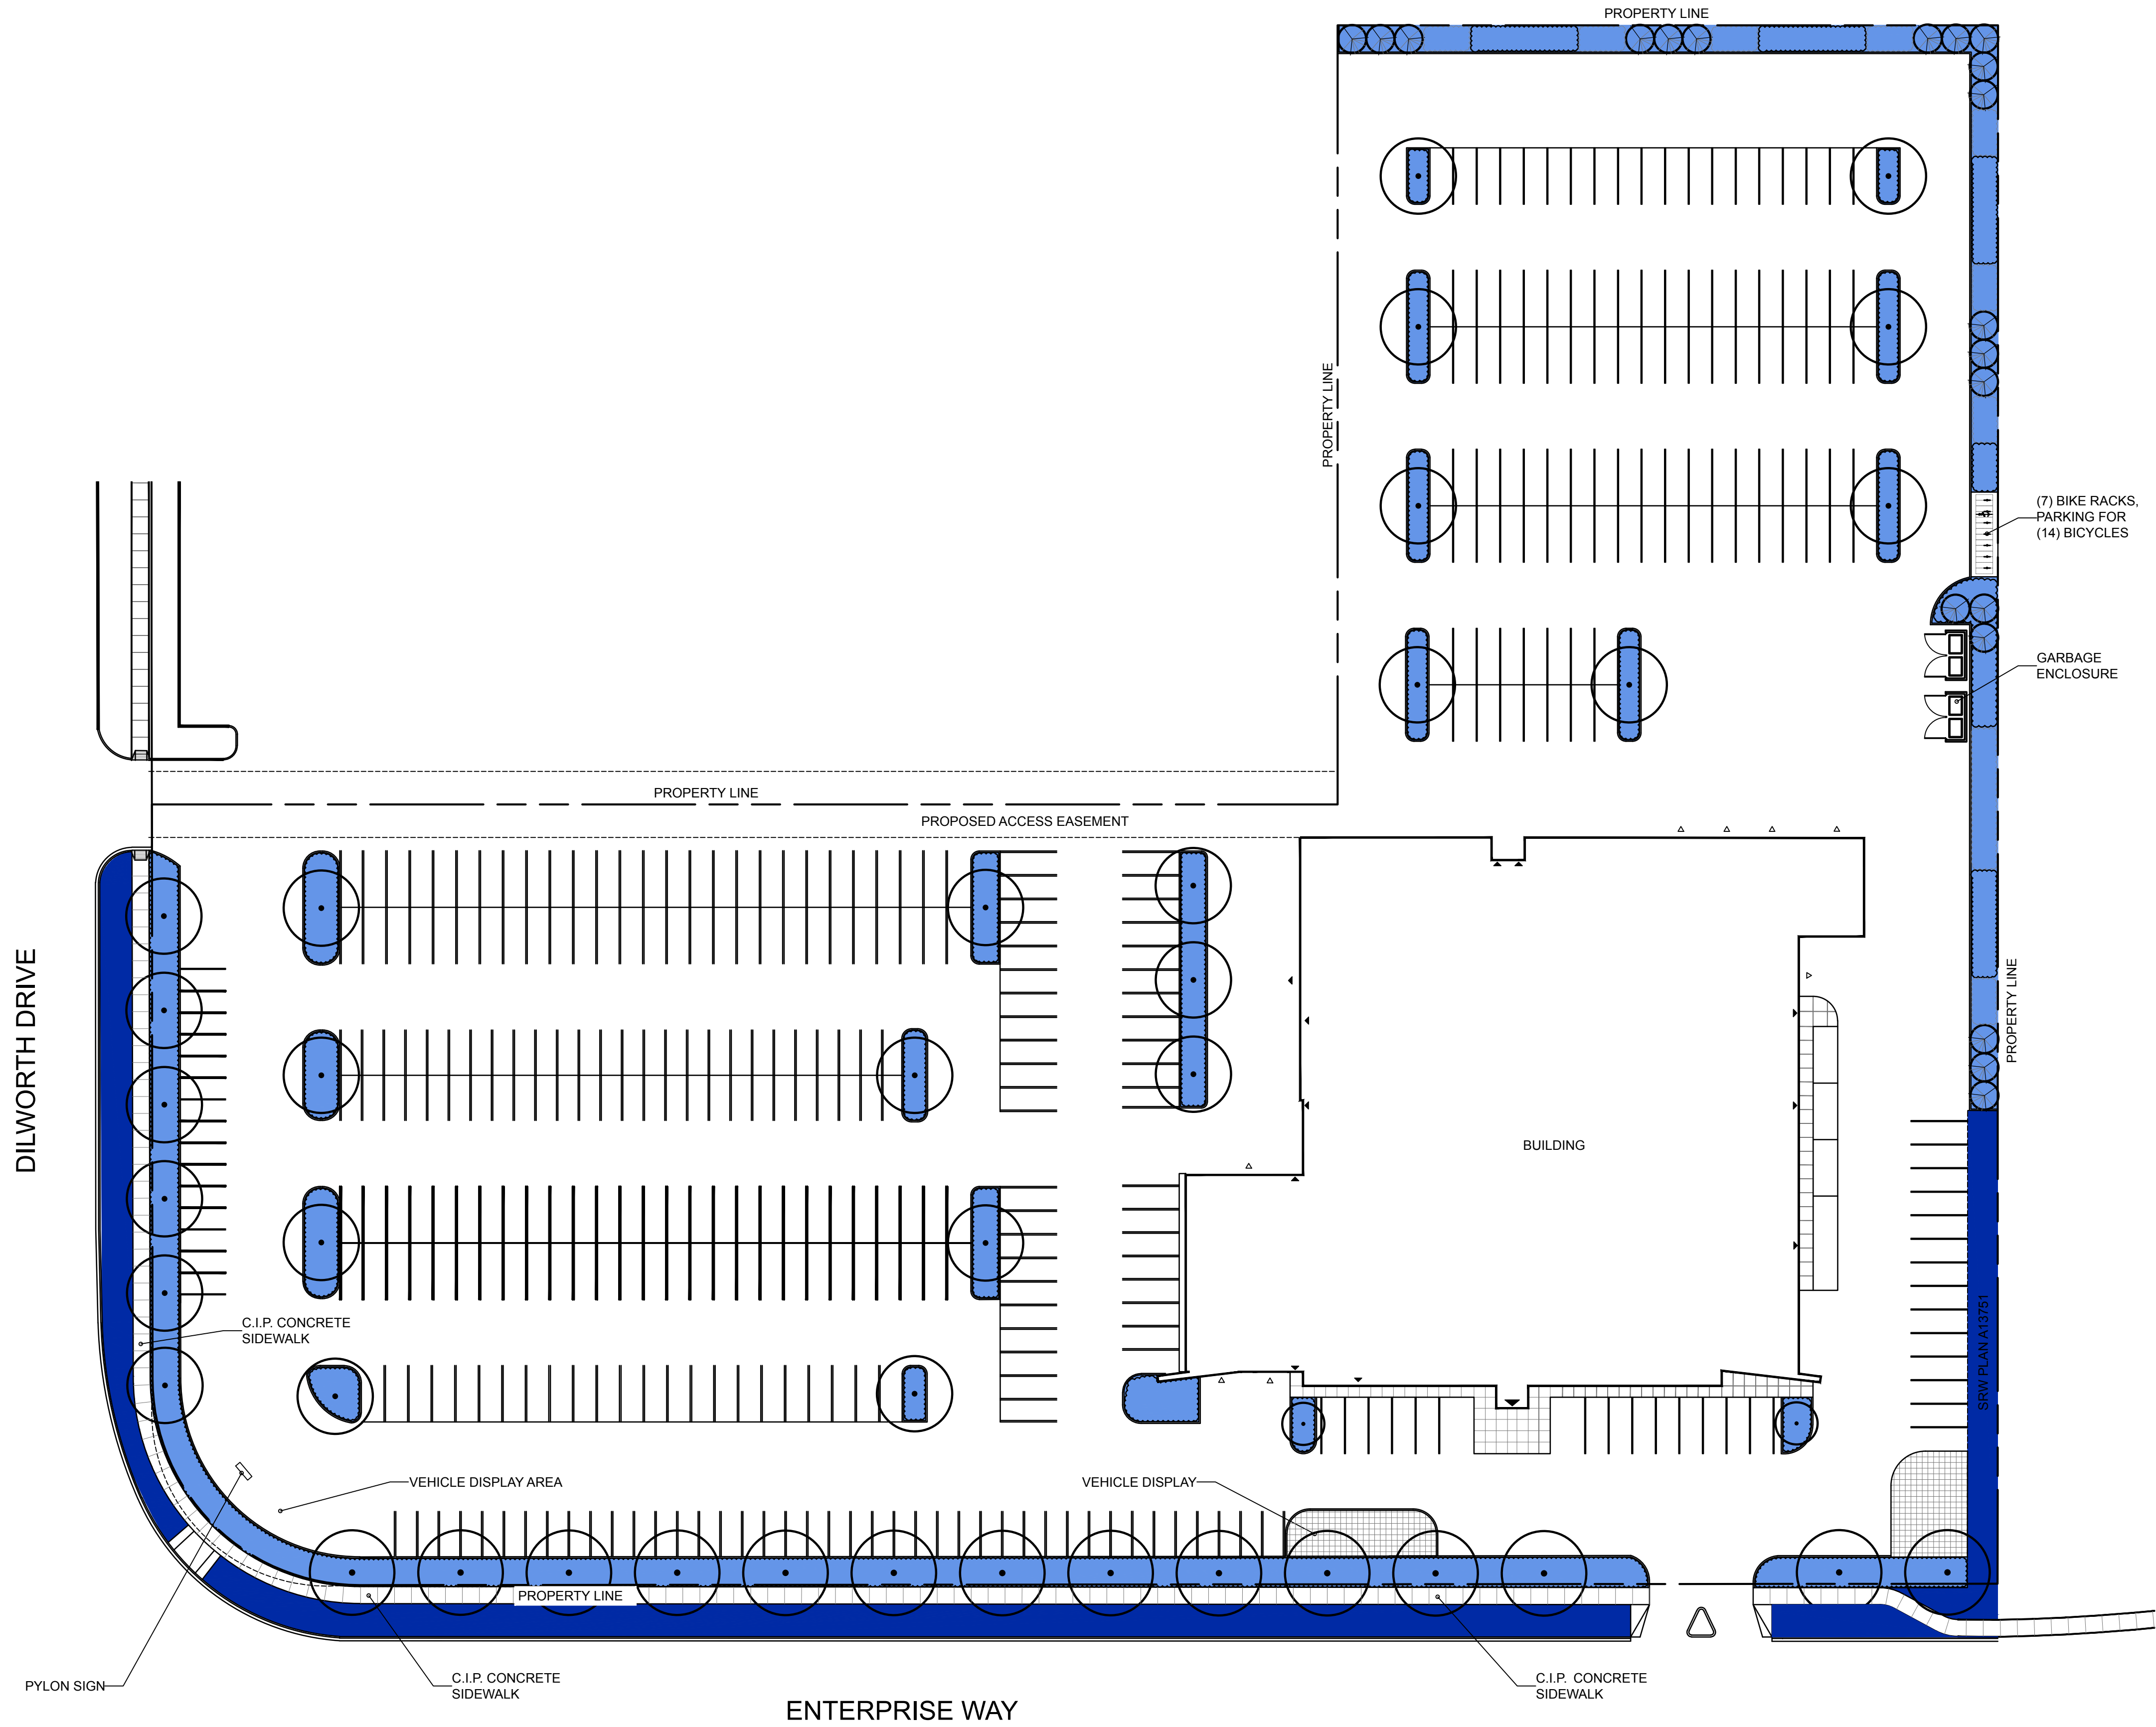 PROPERTY LINE
PROPERTY LINE
(7) BIKE RACKS,
PARKING FOR
(14) BICYCLES
GARBAGE
ENCLOSURE
PROPERTY LINE
PROPOSED ACCESS EASEMENT
DILWORTH DRIVE
PROPERTY LINE
BUILDING
SRW PLAN A13751
C.I.P. CONCRETE
SIDEWALK
VEHICLE DISPLAY AREA
VEHICLE DISPLAY
PROPERTY LINE
PYLON SIGN
C.I.P. CONCRETE
SIDEWALK
C.I.P. CONCRETE
SIDEWALK
ENTERPRISE WAY